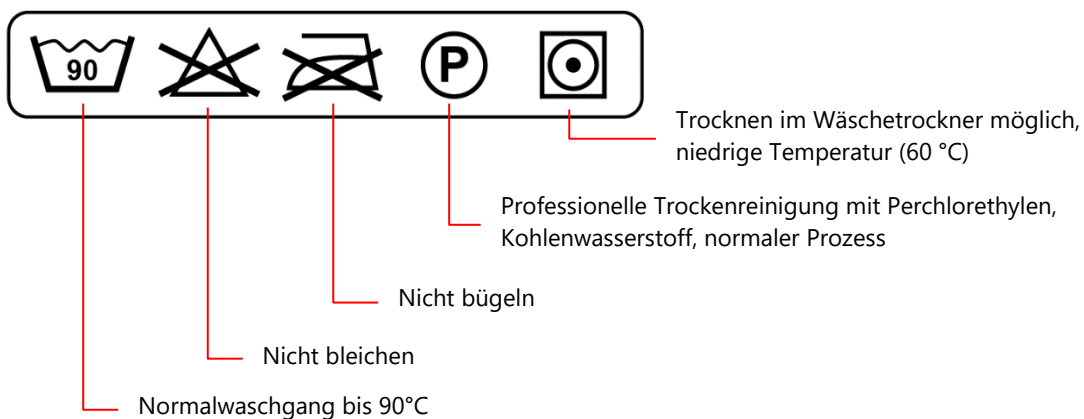 90
P
Trocknen im Wäschetrockner möglich,
niedrige Temperatur (60 °C)
Professionelle Trockenreinigung mit Perchlorethylen,
Kohlenwasserstoff, normaler Prozess
Nicht bügeln
Nicht bleichen
Normalwaschgang bis 90°C